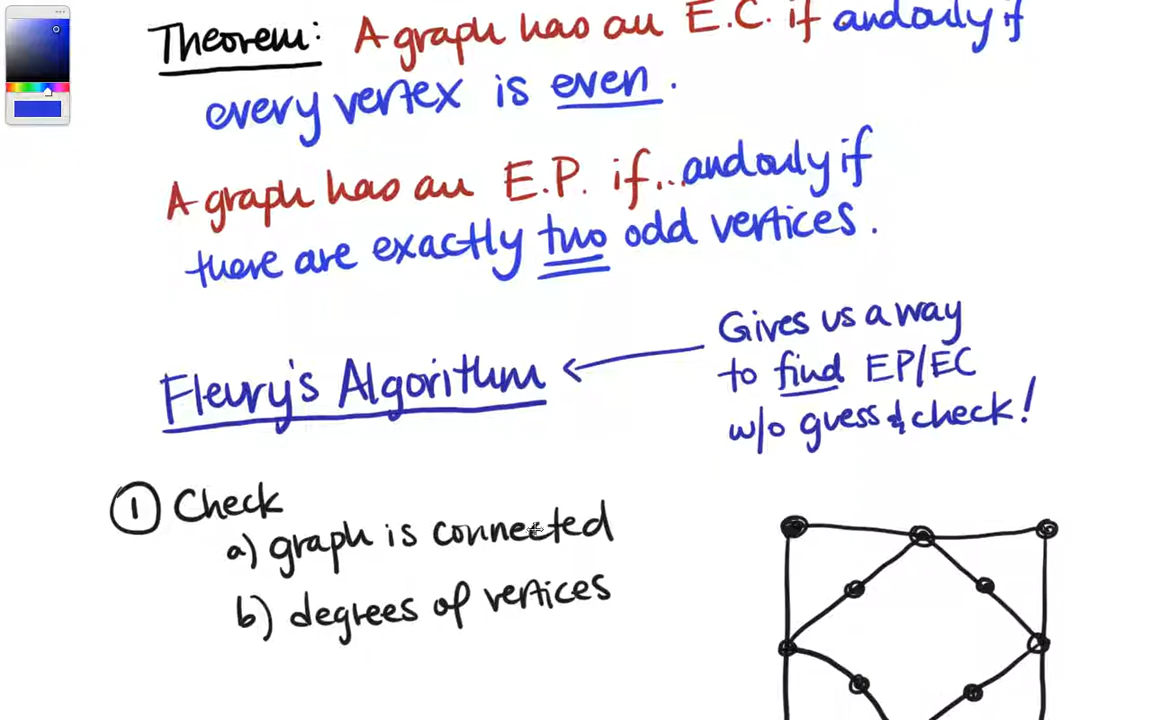 Theorem: A graph has an E.C. if and only if
every vertex is even.
A graph has an E.P. if... and only if
there are exactly two odd vertices.
Gives us a way
to find EP/EC
w/o guess & check!
Fleury's Algorithm
① Check
a) graph is connected
b) degrees of vertices